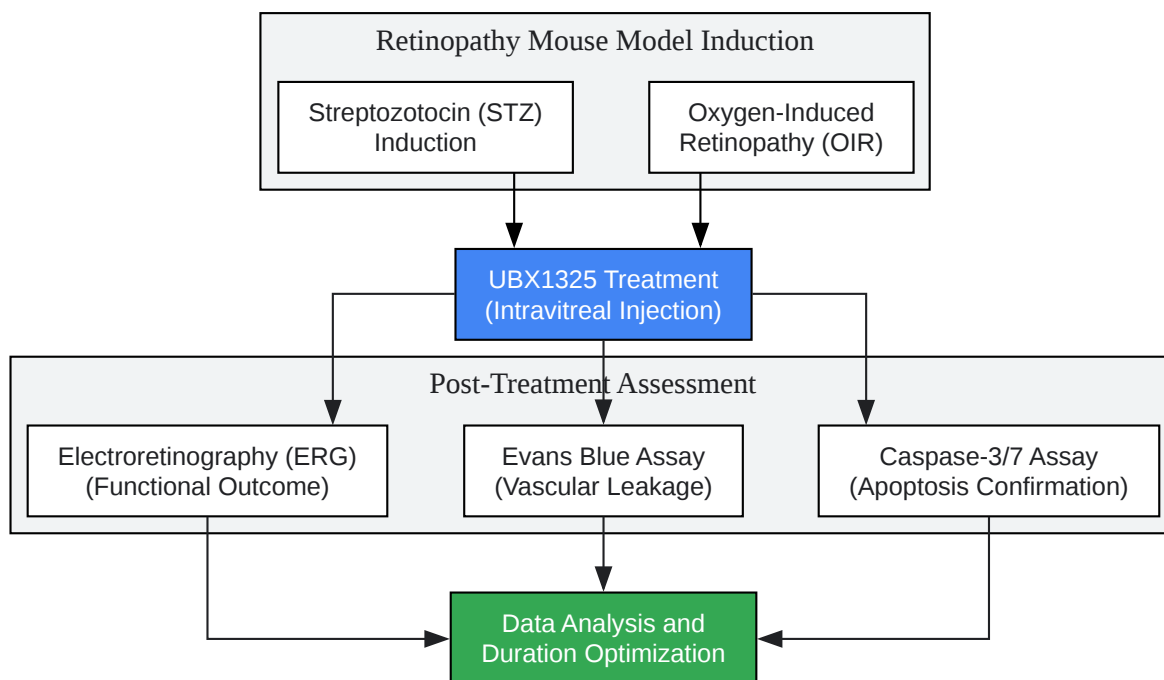 Retinopathy Mouse Model Induction
Streptozotocin (STZ)
Induction
Oxygen-Induced
Retinopathy (OIR)
UBX1325 Treatment
(Intravitreal Injection)
Post-Treatment Assessment
Electroretinography (ERG)
(Functional Outcome)
Evans Blue Assay
(Vascular Leakage)
Caspase-3/7 Assay
(Apoptosis Confirmation)
Data Analysis and
Duration Optimization